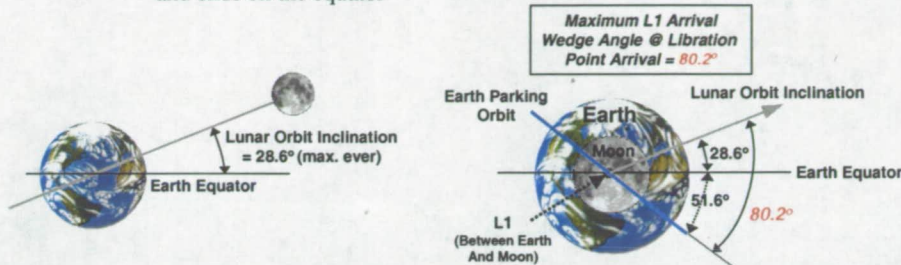 Maximum L1 Arrival
Wedge Angle @ Libration
Point Arrival = 80.2°
Lunar Orbit Inclination
= 28.6° (max. ever)
Earth Equator
Earth Parking
Orbit
Earth
Moon
Lunar Orbit Inclination
28.6°
Earth Equator
51.6°
80.2°
L1
(Between Earth
And Moon)